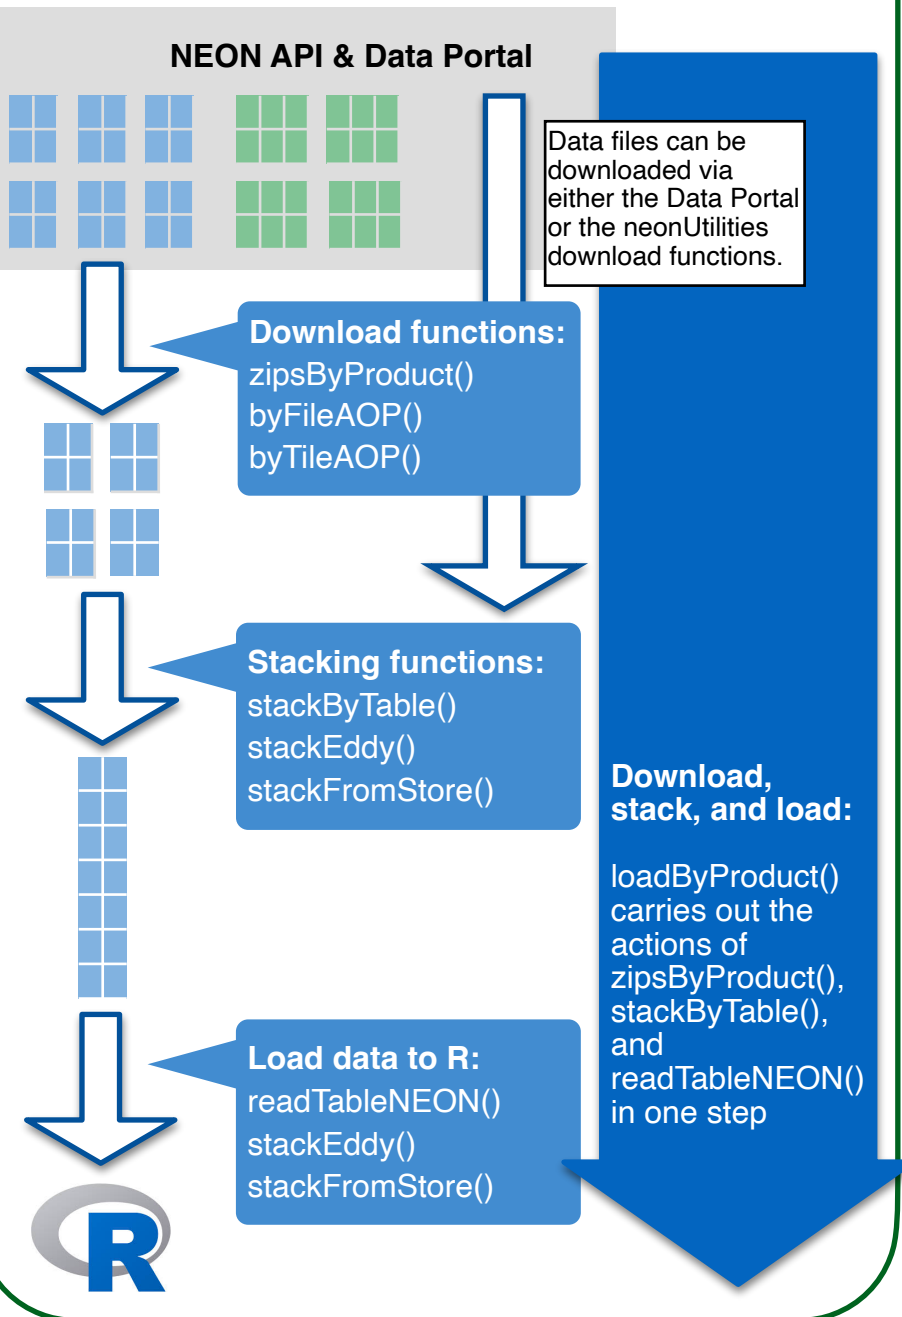 NEON API & Data Portal
Data files can be
downloaded via
either the Data Portal
or the neonUtilities
download functions.
Download functions:
zipsByProduct()
byFileAOP()
byTileAOP()
Stacking functions:
stackByTable()
stackEddy()
stackFromStore()
Download,
stack, and load:
loadByProduct()
carries out the
actions of
zipsByProduct(),
stackByTable(),
and
readTableNEON()
in one step
Load data to R:
readTableNEON()
stackEddy()
stackFromStore()
R